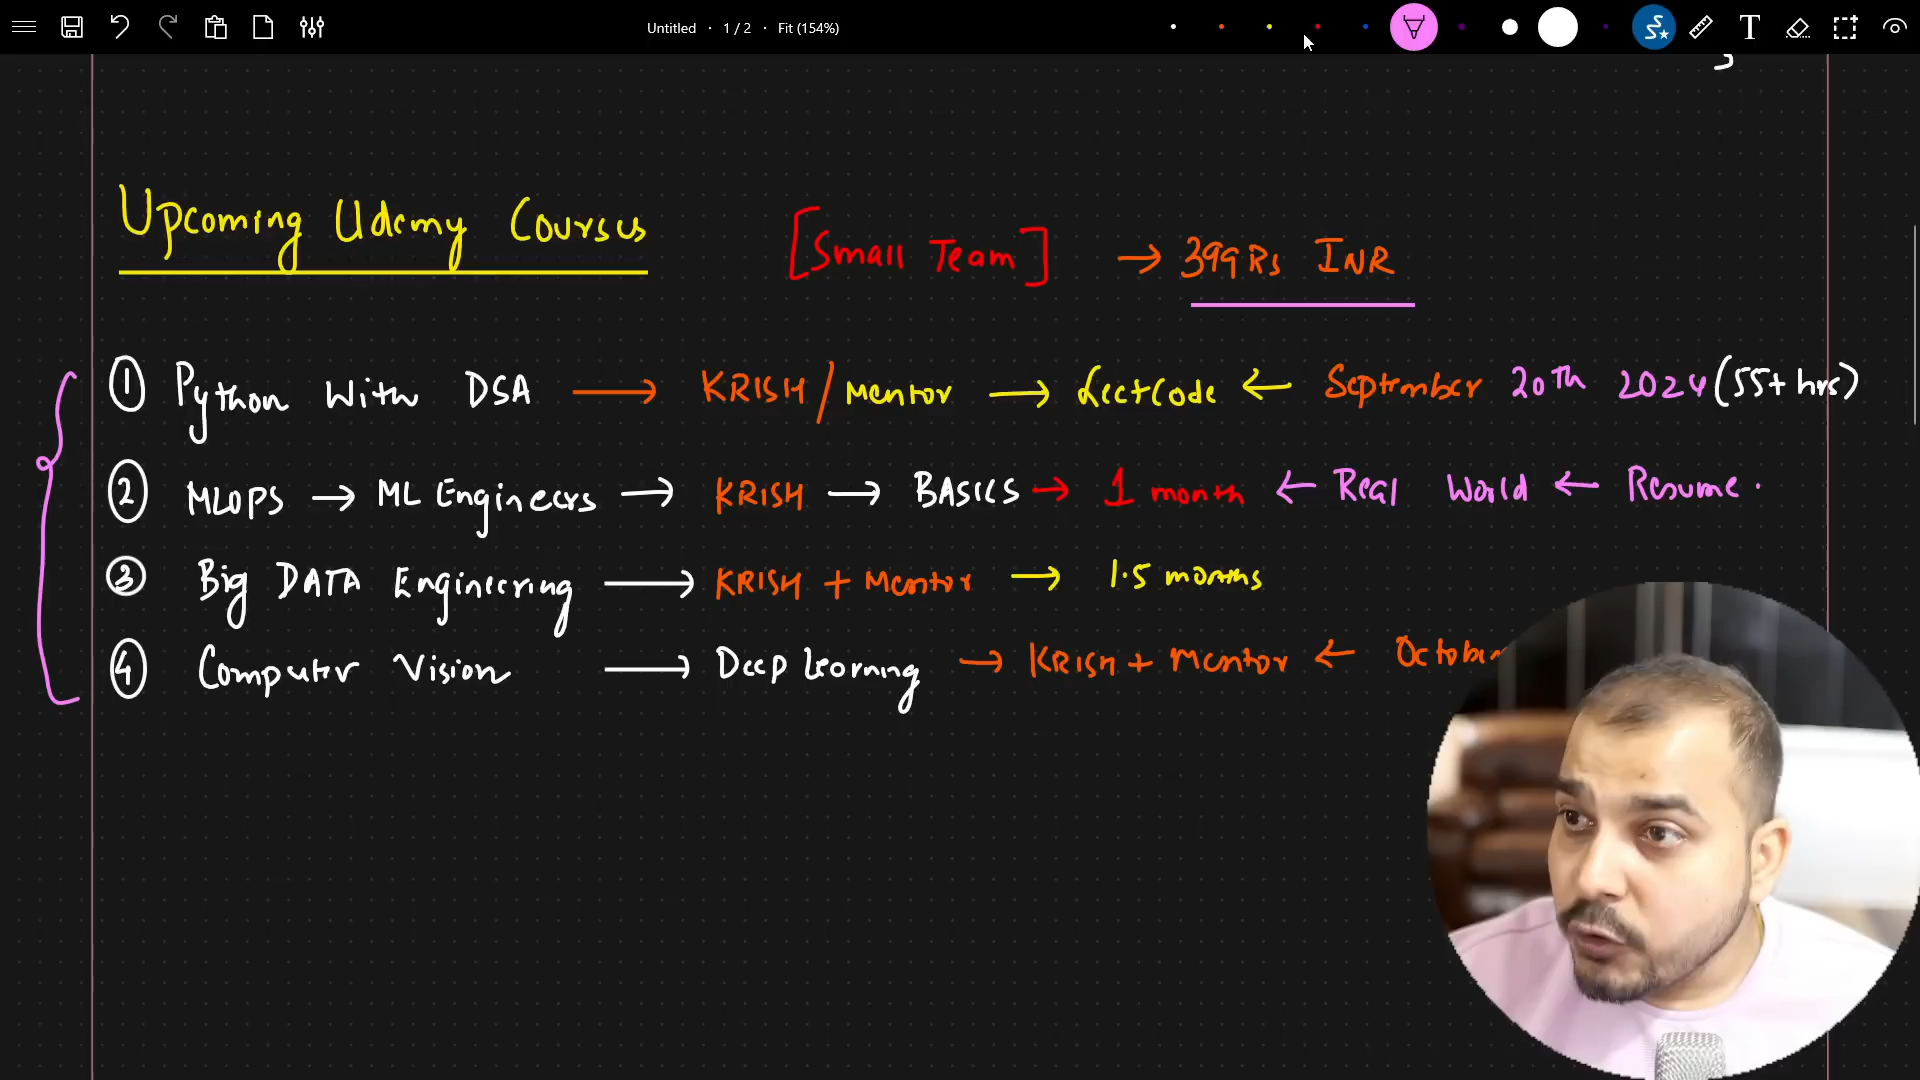 Untitled · 1 / 2 · Fit (154%)
Upcoming Udemy Courses
[Small Team] → 399Rs INR
① Python With DSA → KRISH / Mentor → LeetCode ← September 20th 2024 (55+ hrs)
② MLOPS → ML Engineers → KRISH → BASICS → 1 month ← Real World ← Resume .
③ Big DATA Engineering → KRISH + Mentor → 1.5 months
④ Computer Vision → Deep Learning → KRISH + Mentor ← October